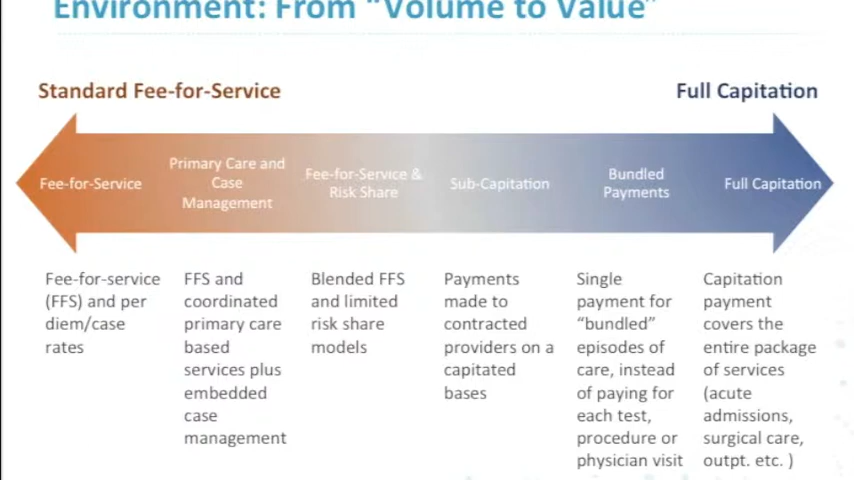 Environment: From "Volume to Value"
Standard Fee-for-Service
Full Capitation
Fee-for-Service
Primary Care and
Case
Management
Fee-for-Service &
Risk Share
Sub-Capitation
Bundled
Payments
Full Capitation
Fee-for-service
(FFS) and per
diem/case
rates
FFS and
coordinated
primary care
based
services plus
embedded
case
management
Blended FFS
and limited
risk share
models
Payments
made to
contracted
providers on a
capitated
bases
Single
payment for
"bundled"
episodes of
care, instead
of paying for
each test,
procedure or
physician visit
Capitation
payment
covers the
entire package
of services
(acute
admissions,
surgical care,
outpt. etc. )